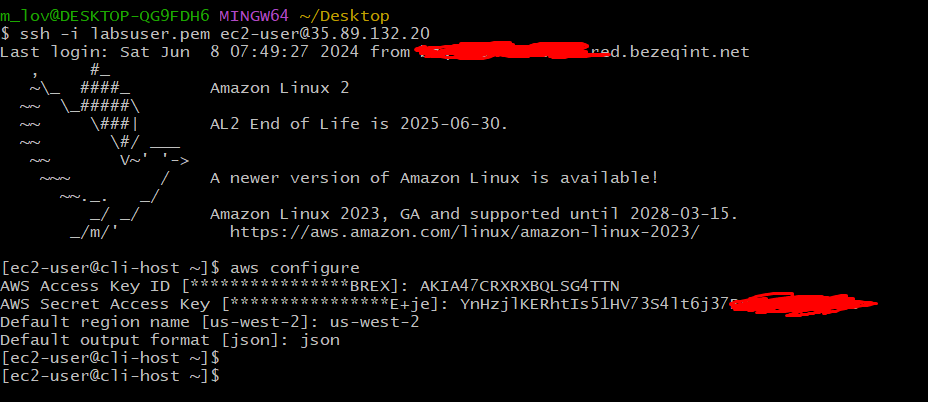 m_lov@DESKTOP-QG9FDH6 MINGW64 ~/Desktop
$ ssh -i labsuser.pem ec2-user@35.89.132.20
Last login: Sat Jun  8 07:49:27 2024 from red.bezeqint.net
   ,     #_
   ~\_  ####_        Amazon Linux 2
  ~~  \_#####\
  ~~     \###|       AL2 End of Life is 2025-06-30.
  ~~       \#/ ___
   ~~       V~' '->
    ~~~         /    A newer version of Amazon Linux is available!
      ~~._.   _/
         _/ _/       Amazon Linux 2023, GA and supported until 2028-03-15.
       _/m/'           https://aws.amazon.com/linux/amazon-linux-2023/
[ec2-user@cli-host ~]$ aws configure
AWS Access Key ID [****************BREX]: AKIA47CRXRXBQLSG4TTN
AWS Secret Access Key [****************E+je]: YnHzjlKERhtIs51HV73S4lt6j37
Default region name [us-west-2]: us-west-2
Default output format [json]: json
[ec2-user@cli-host ~]$
[ec2-user@cli-host ~]$